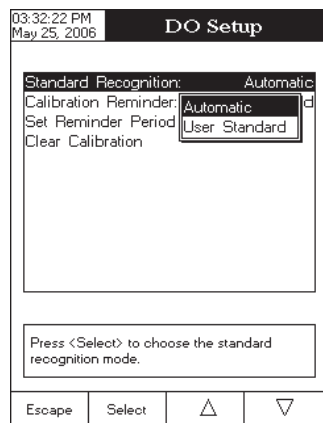 03:32:22 PM
May 25, 2006
DO Setup
Standard Recognition: Automatic
Calibration Reminder: d
Set Reminder Period
Clear Calibration
Automatic
User Standard
Press <Select> to choose the standard
recognition mode.
Escape Select △ ▽